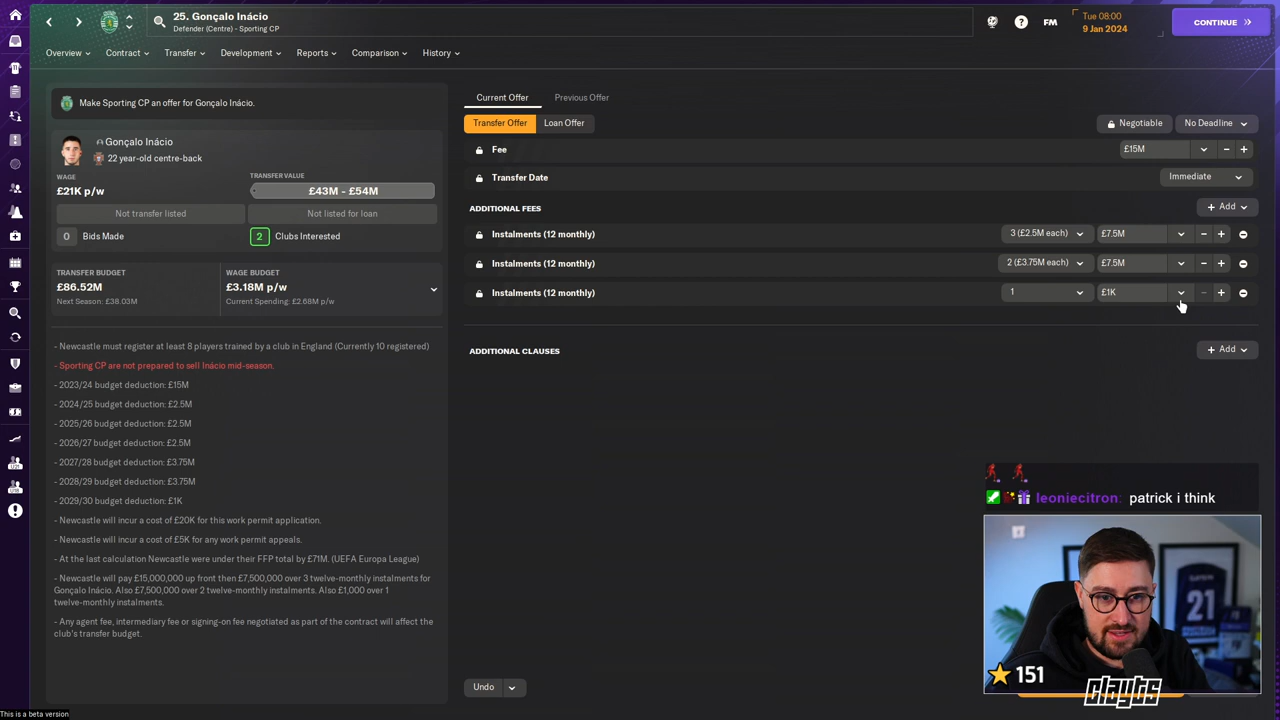 25. Gonçalo Inácio
Defender (Centre) - Sporting CP
FM
Tue 08:00
9 Jan 2024
CONTINUE
Overview
Contract
Transfer
Development
Reports
Comparison
History
Make Sporting CP an offer for Gonçalo Inácio.
Gonçalo Inácio
22 year-old centre-back
WAGE
£21K p/w
TRANSFER VALUE
£43M - £54M
Not transfer listed
Not listed for loan
0 Bids Made
2 Clubs Interested
TRANSFER BUDGET
£86.52M
Next Season: £38.03M
WAGE BUDGET
£3.18M p/w
Current Spending: £2.68M p/w
- Newcastle must register at least 8 players trained by a club in England (Currently 10 registered)
- Sporting CP are not prepared to sell Inácio mid-season.
- 2023/24 budget deduction: £15M
- 2024/25 budget deduction: £2.5M
- 2025/26 budget deduction: £2.5M
- 2026/27 budget deduction: £2.5M
- 2027/28 budget deduction: £3.75M
- 2028/29 budget deduction: £3.75M
- 2029/30 budget deduction: £1K
- Newcastle will incur a cost of £20K for this work permit application.
- Newcastle will incur a cost of £5K for any work permit appeals.
- At the last calculation Newcastle were under their FFP total by £71M. (UEFA Europa League)
- Newcastle will pay £15,000,000 up front then £7,500,000 over 3 twelve-monthly instalments for
Gonçalo Inácio. Also £7,500,000 over 2 twelve-monthly instalments. Also £1,000 over 1
twelve-monthly instalments.
- Any agent fee, intermediary fee or signing-on fee negotiated as part of the contract will affect the
club's transfer budget.
Current Offer
Previous Offer
Transfer Offer
Loan Offer
Negotiable
No Deadline
Fee
£15M
Transfer Date
Immediate
ADDITIONAL FEES
Add
Instalments (12 monthly)
3 (£2.5M each)
£7.5M
Instalments (12 monthly)
2 (£3.75M each)
£7.5M
Instalments (12 monthly)
1
£1K
ADDITIONAL CLAUSES
Add
Undo
leoniecitron: patrick i think
21
151
clayts
This is a beta version